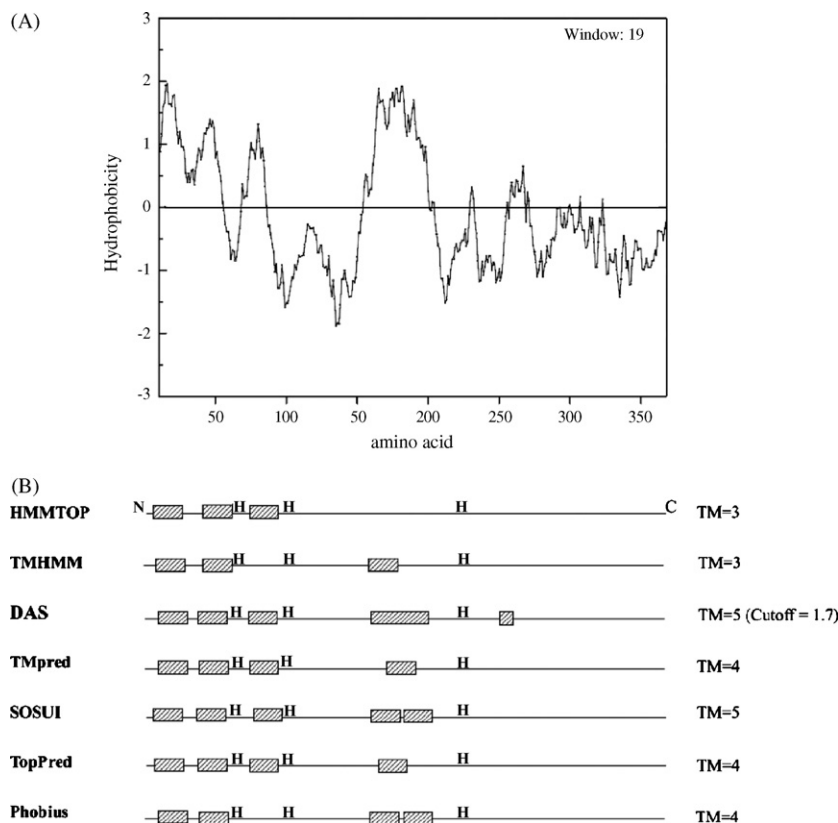 (A)
Window: 19
3
2
1
0
-1
-2
-3
Hydrophobicity
50 100 50 200 250 300 350
amino acid
(B)
HMMTOP N H H H C TM=3
TMHMM H H H TM=3
DAS H H H TM=5 (Cutoff = 1.7)
TMpred H H H TM=4
SOSUI H H H TM=5
TopPred H H H TM=4
Phobius H H H TM=4